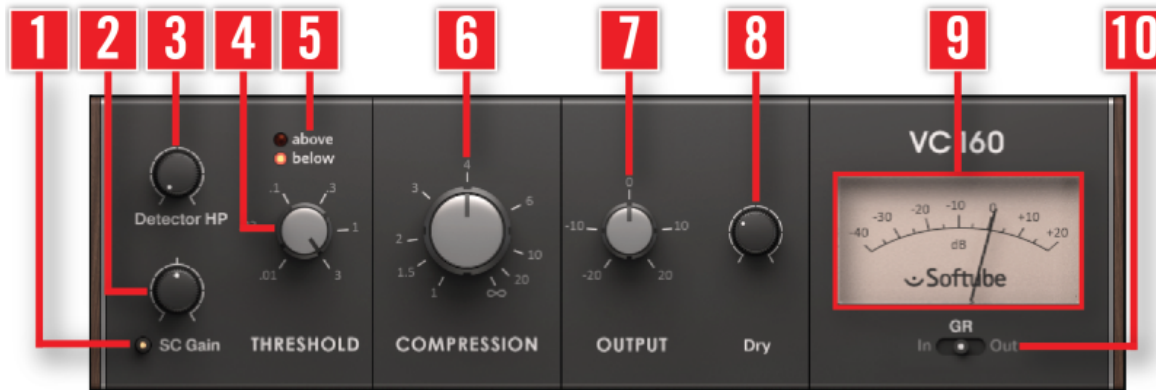 1 2 3 4 5 6 7 8 9 10
above
below
VC 160
Detector HP
.01 .1 .3 1 3
1 1.5 2 3 4 6 10 20 ∞
-20 -10 0 10 20
-40 -30 -20 -10 0 +10 +20
dB
Softube
SC Gain
THRESHOLD
COMPRESSION
OUTPUT
Dry
GR
In Out